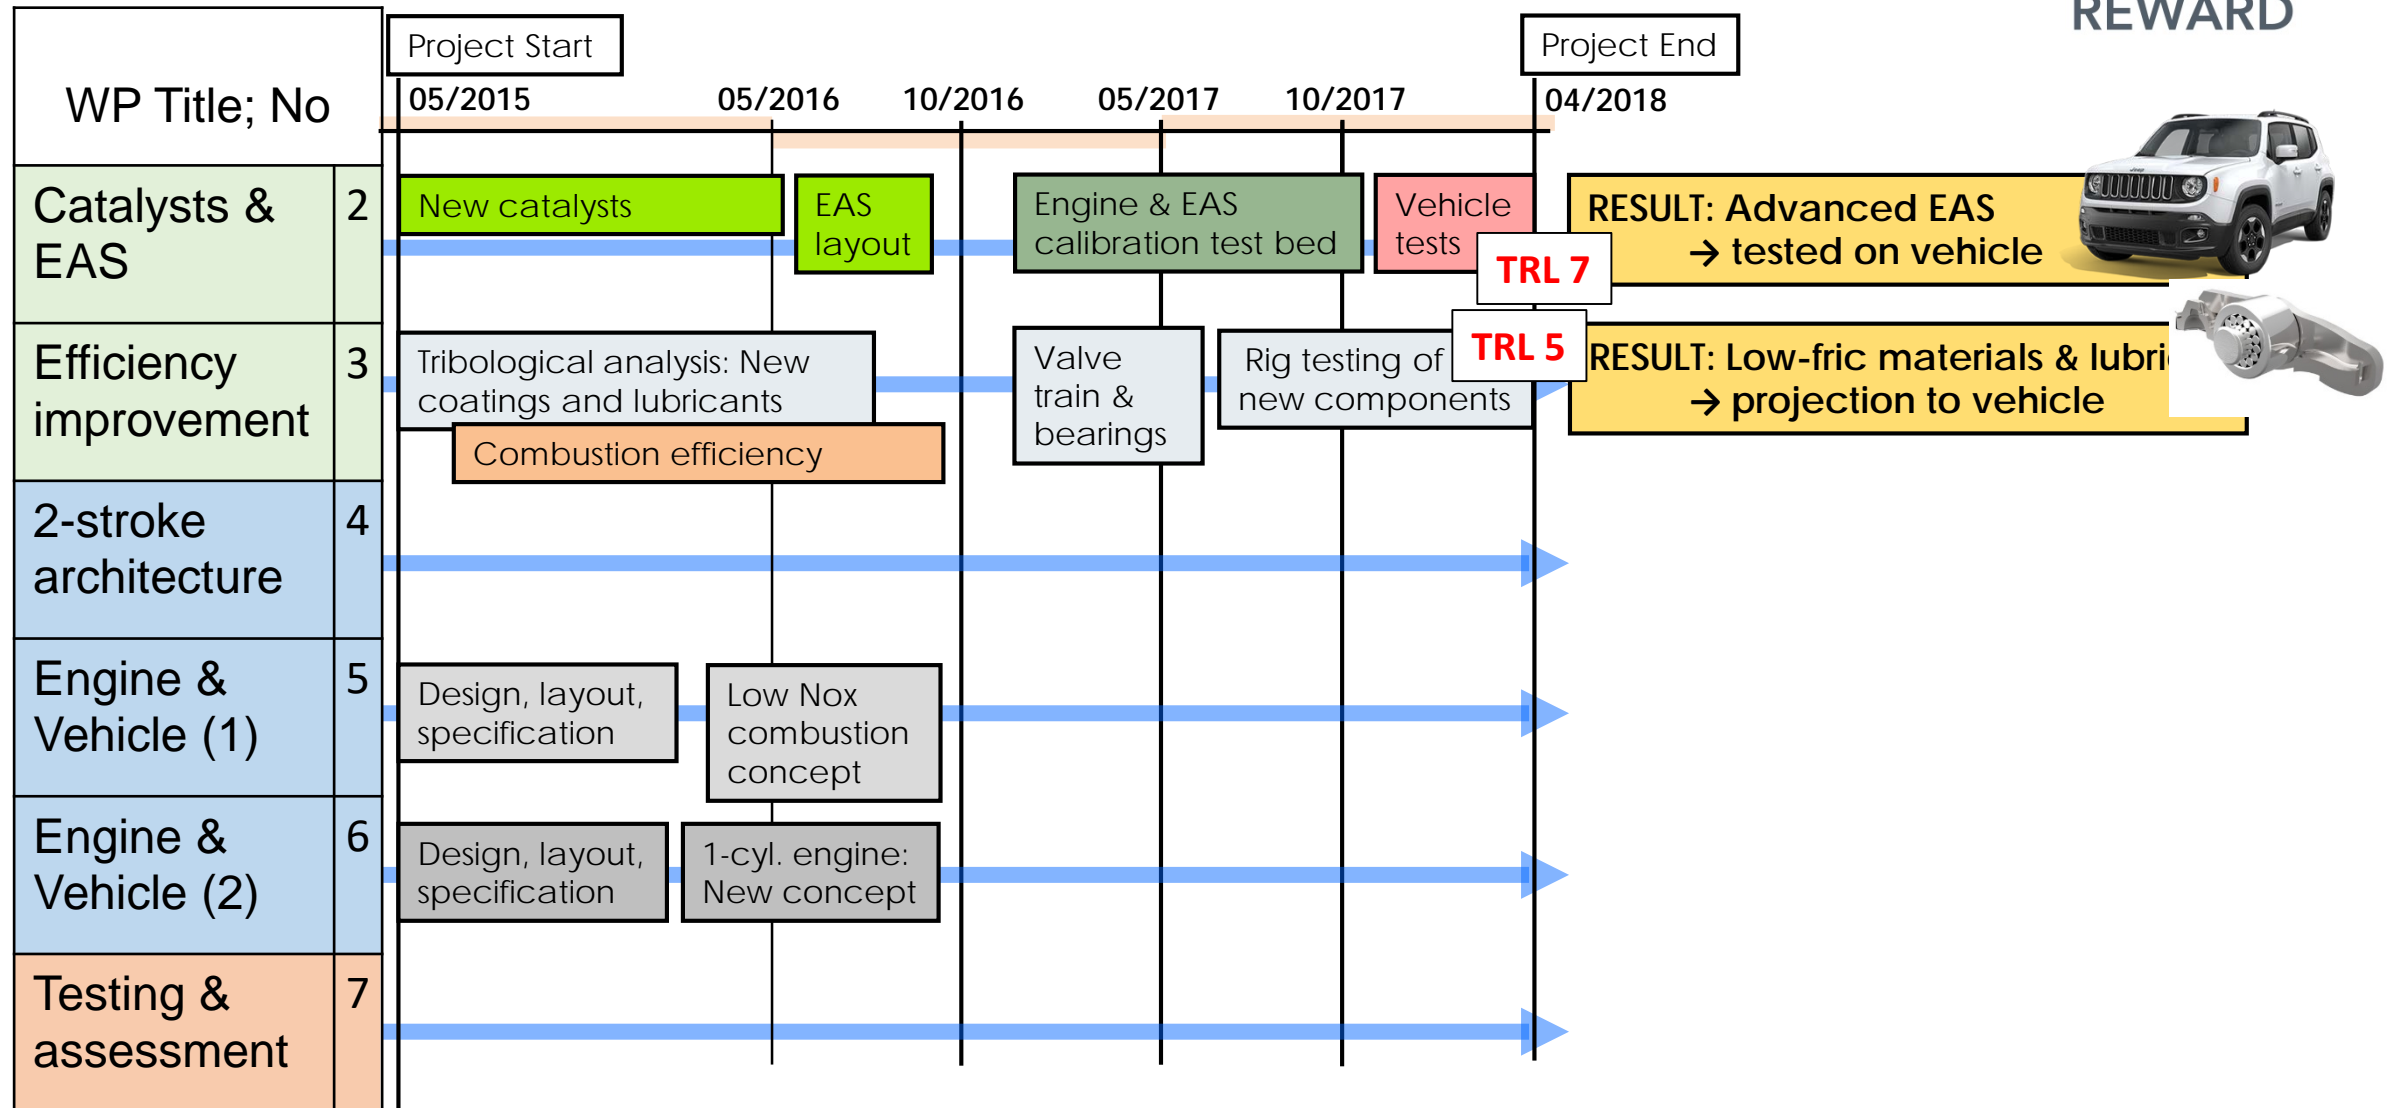 REWARD
Project Start
Project End
WP Title; No
05/2015
05/2016
10/2016
05/2017
10/2017
04/2018
Catalysts &
EAS
2
New catalysts
EAS
layout
Engine & EAS
calibration test bed
Vehicle
tests
TRL 7
RESULT: Advanced EAS
→ tested on vehicle
Efficiency
improvement
3
Tribological analysis: New
coatings and lubricants
Combustion efficiency
Valve
train &
bearings
Rig testing of
new components
TRL 5
RESULT: Low-fric materials & lubri
→ projection to vehicle
2-stroke
architecture
4
Engine &
Vehicle (1)
5
Design, layout,
specification
Low Nox
combustion
concept
Engine &
Vehicle (2)
6
Design, layout,
specification
1-cyl. engine:
New concept
Testing &
assessment
7